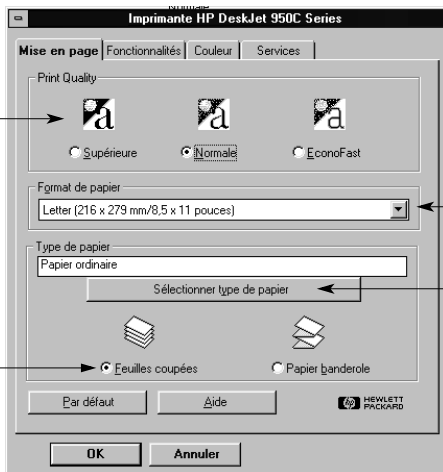 Normale
Imprimante HP DeskJet 950C Series
Mise en page Fonctionnalités Couleur Services
Print Quality
Supérieure Normale EconoFast
Format de papier
Letter (216 x 279 mm/8,5 x 11 pouces)
Type de papier
Papier ordinaire
Sélectionner type de papier
Feuilles coupées Papier banderole
Par défaut Aide hp HEWLETT
PACKARD
OK Annuler